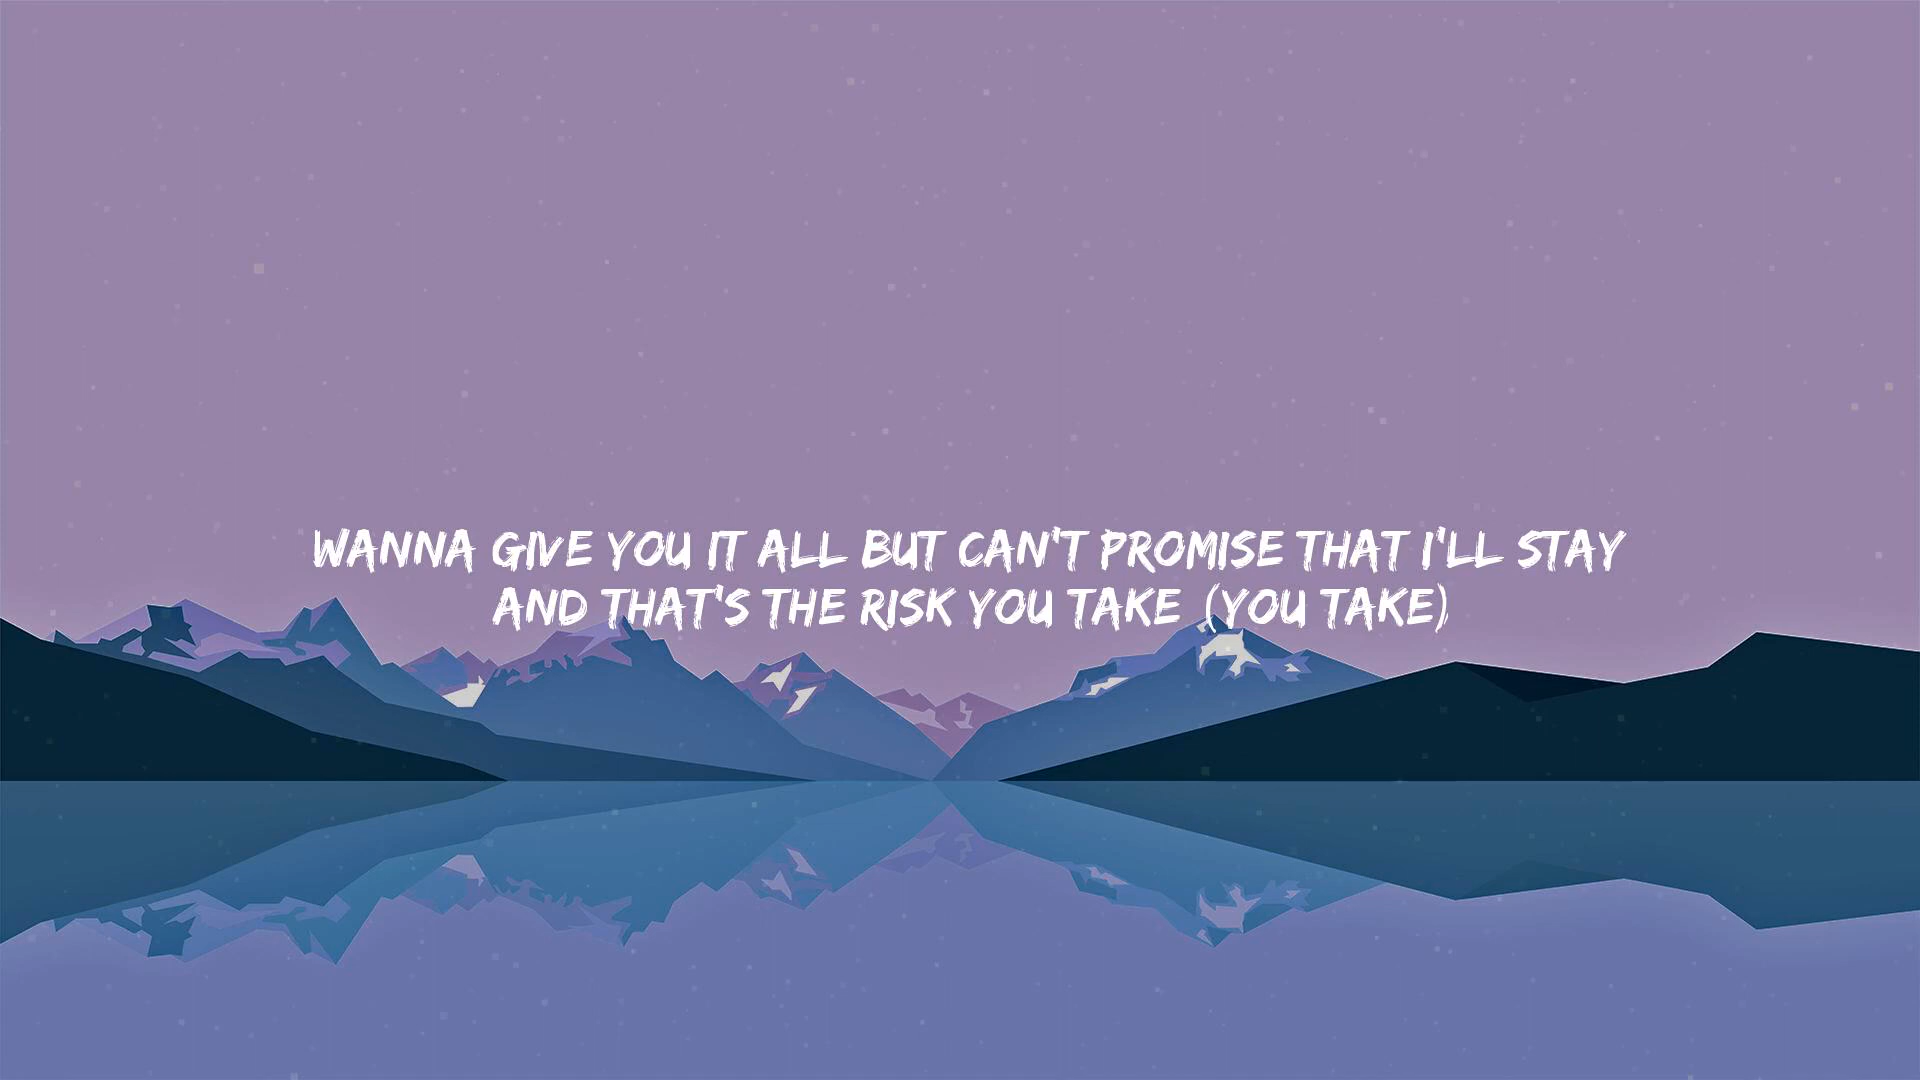 WANNA GIVE YOU IT ALL BUT CAN'T PROMISE THAT I'LL STAY
AND THAT'S THE RISK YOU TAKE (YOU TAKE)